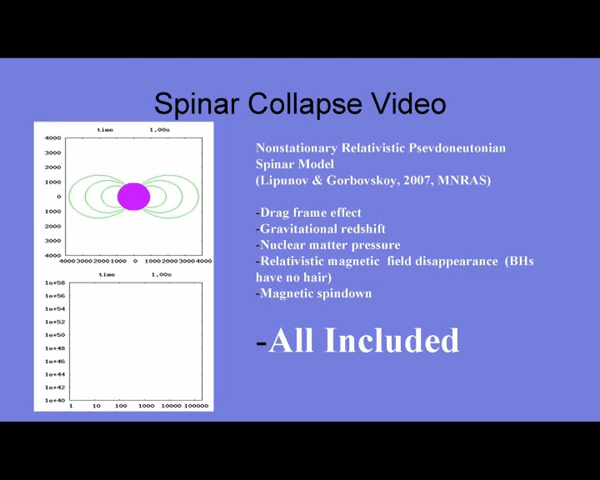 Spinar Collapse Video
time 1.00s
4000
3000
2000
1000
0
1000
2000
3000
4000
4000 3000 2000 1000 0 1000 2000 3000 4000
time 1.00s
1e+58
1e+56
1e+54
1e+52
1e+50
1e+48
1e+46
1e+44
1e+42
1e+40
1 10 100 1000 10000 100000
Nonstationary Relativistic Psevdoneutonian
Spinar Model
(Lipunov & Gorbovskoy, 2007, MNRAS)
-Drag frame effect
-Gravitational redshift
-Nuclear matter pressure
-Relativistic magnetic field disappearance (BHs
have no hair)
-Magnetic spindown
-All Included